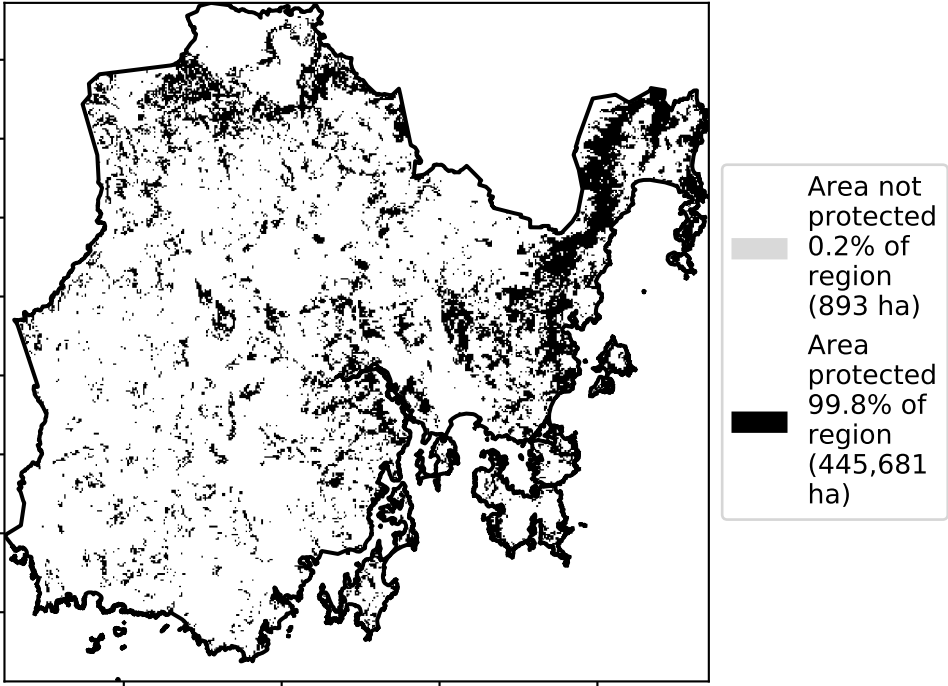 Area not
protected
0.2% of
region
(893 ha)
Area
protected
99.8% of
region
(445,681
ha)